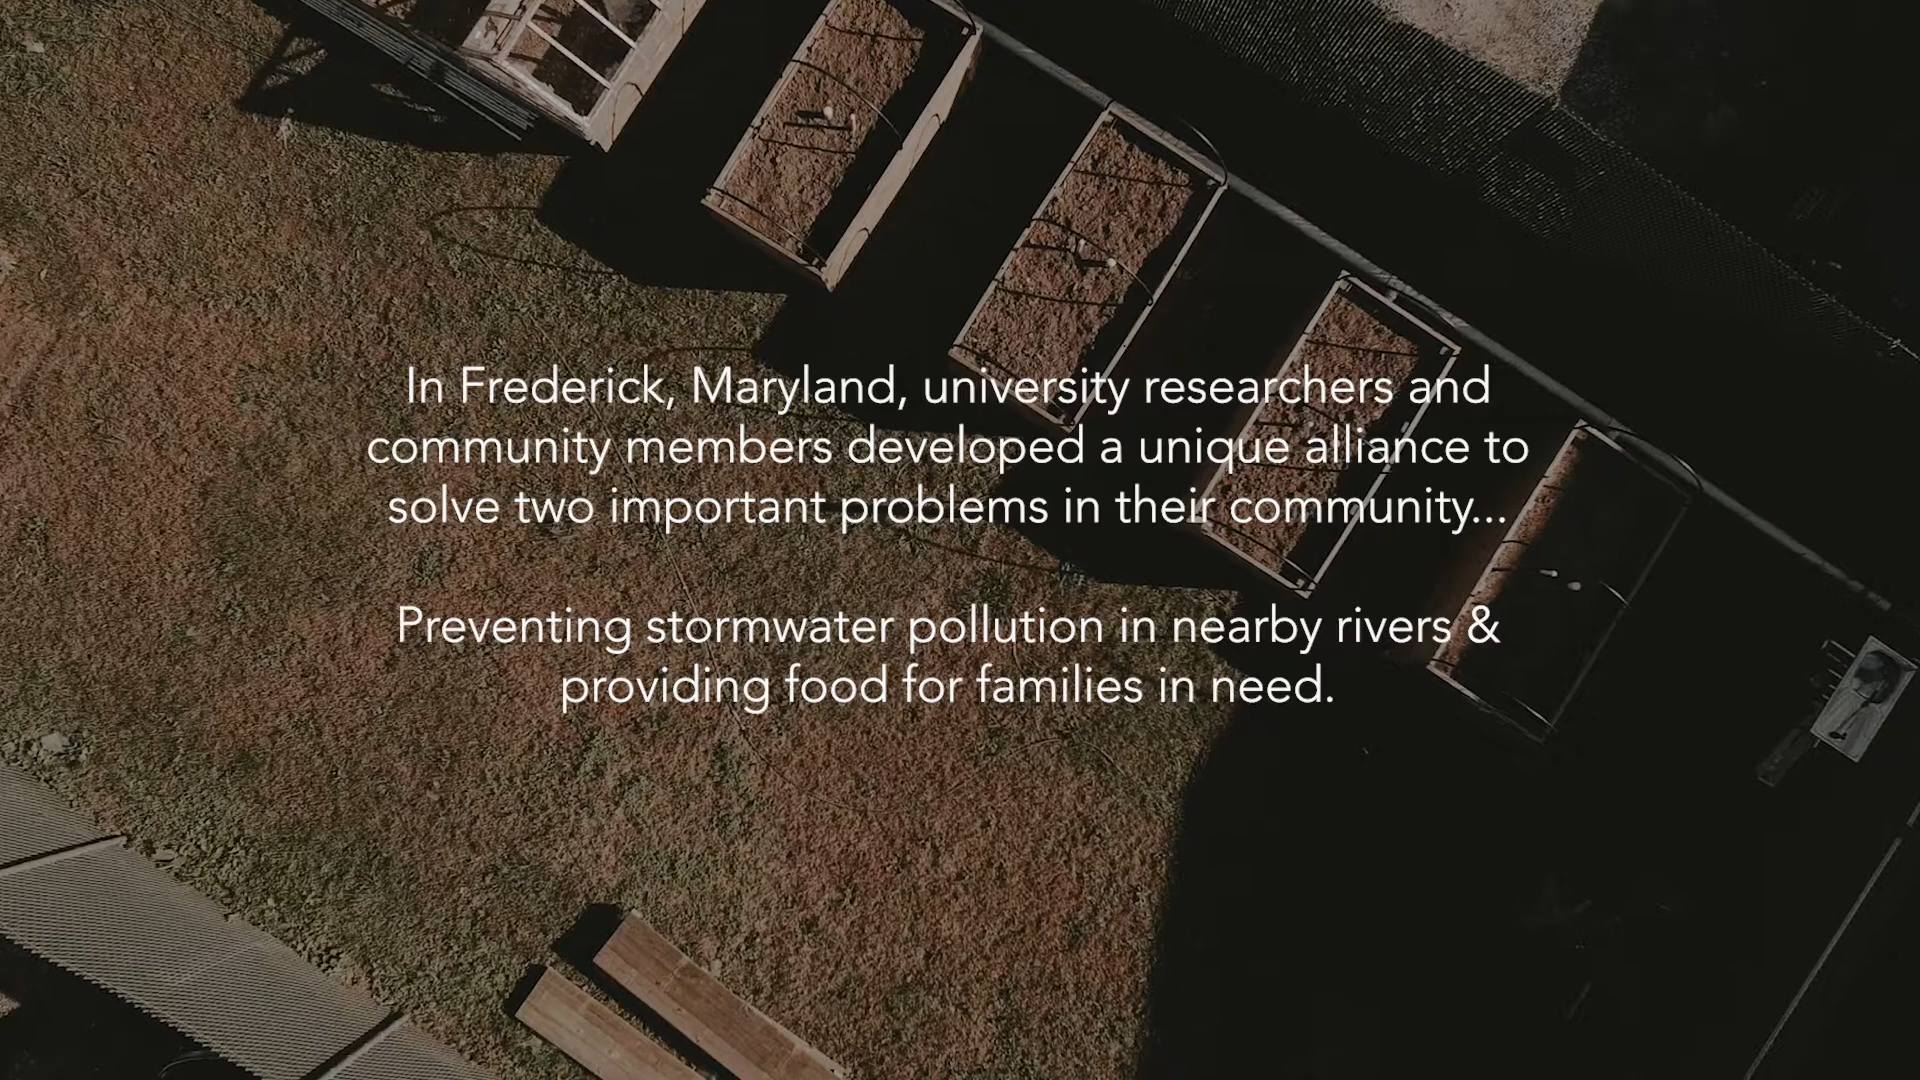 In Frederick, Maryland, university researchers and
community members developed a unique alliance to
solve two important problems in their community...
Preventing stormwater pollution in nearby rivers &
providing food for families in need.